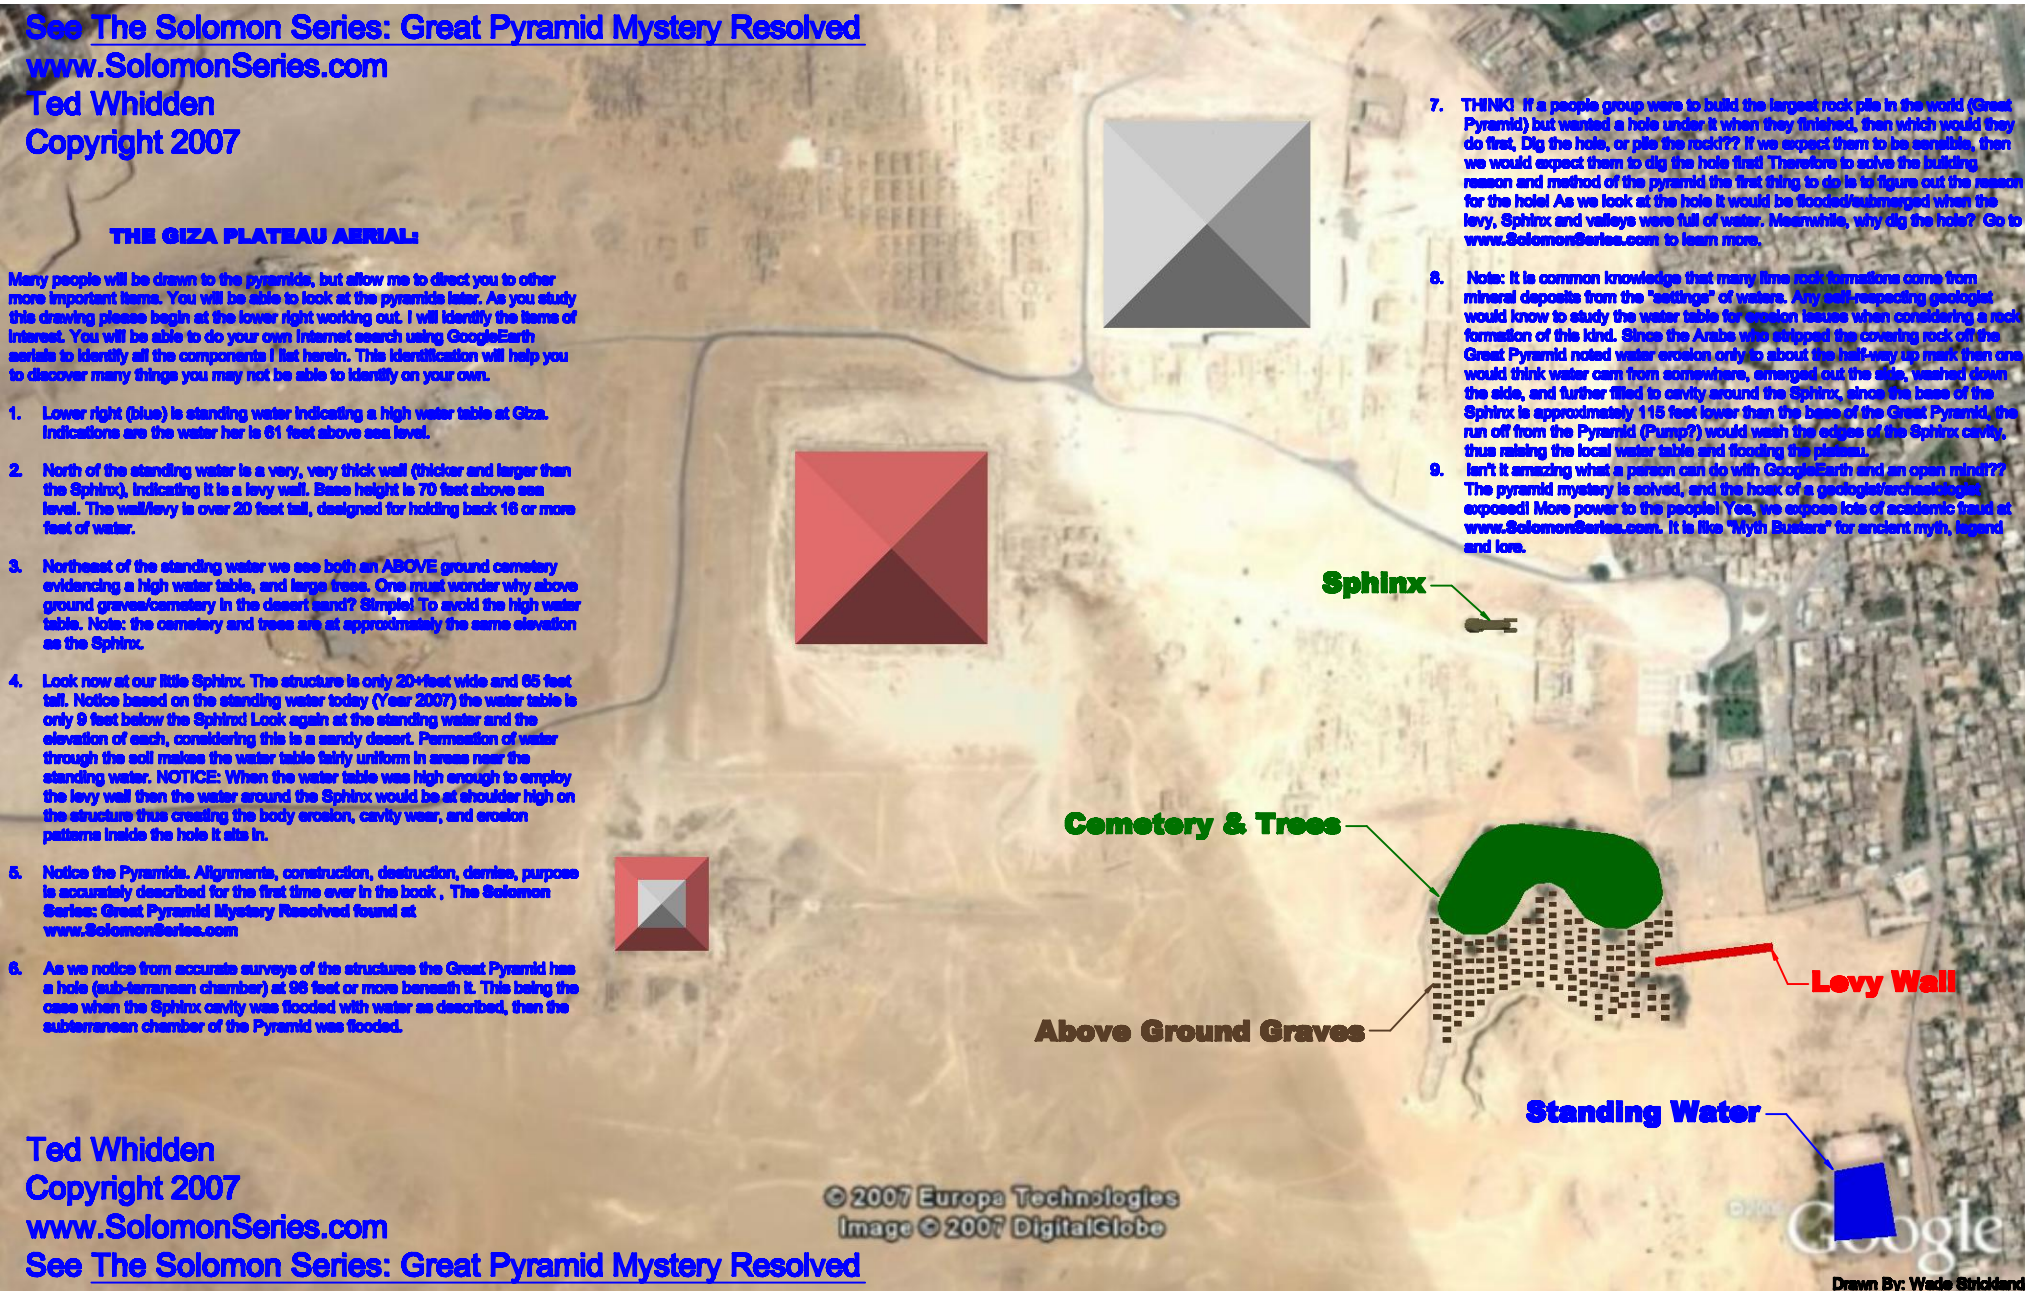 See The Solomon Series: Great Pyramid Mystery Resolved
www.SolomonSeries.com
Ted Whidden
Copyright 2007
THE GIZA PLATEAU AERIAL:
Many people will be drawn to the pyramids, but allow me to direct you to other
more important items. You will be able to look at the pyramids later. As you study
this drawing please begin at the lower right working out. I will identify the items of
interest. You will be able to do your own internet search using GoogleEarth
aerials to identify all the components I list herein. This identification will help you
to discover many things you may not be able to identify on your own.
1. Lower right (blue) is standing water indicating a high water table at Giza.
Indications are the water her is 61 feet above sea level.
2. North of the standing water is a very, very thick wall (thicker and larger than
the Sphinx), indicating it is a levy wall. Base height is 70 feet above sea
level. The wall/levy is over 20 feet tall, designed for holding back 16 or more
feet of water.
3. Northeast of the standing water we see both an ABOVE ground cemetery
evidencing a high water table, and large trees. One must wonder why above
ground graves/cemetery in the desert sand? Simple! To avoid the high water
table. Note: the cemetery and trees are at approximately the same elevation
as the Sphinx.
4. Look now at our little Sphinx. The structure is only 20+feet wide and 65 feet
tall. Notice based on the standing water today (Year 2007) the water table is
only 9 feet below the Sphinx! Look again at the standing water and the
elevation of each, considering this is a sandy desert. Permeation of water
through the soil makes the water table fairly uniform in areas near the
standing water. NOTICE: When the water table was high enough to employ
the levy wall then the water around the Sphinx would be at shoulder high on
the structure thus creating the body erosion, cavity wear, and erosion
patterns inside the hole it sits in.
5. Notice the Pyramids. Alignments, construction, destruction, demise, purpose
is accurately described for the first time ever in the book , The Solomon
Series: Great Pyramid Mystery Resolved found at
www.SolomonSeries.com
6. As we notice from accurate surveys of the structures the Great Pyramid has
a hole (sub-terranean chamber) at 96 feet or more beneath it. This being the
case when the Sphinx cavity was flooded with water as described, then the
subterranean chamber of the Pyramid was flooded.
7. THINK! If a people group were to build the largest rock pile in the world (Great
Pyramid) but wanted a hole under it when they finished, then which would they
do first, Dig the hole, or pile the rock!?? If we expect them to be sensible, then
we would expect them to dig the hole first! Therefore to solve the building
reason and method of the pyramid the first thing to do is to figure out the reason
for the hole! As we look at the hole it would be flooded/submerged when the
levy, Sphinx and valleys were full of water. Meanwhile, why dig the hole? Go to
www.SolomonSeries.com to learn more.
8. Note: It is common knowledge that many lime rock formations come from
mineral deposits from the "settings" of waters. Any self-respecting geologist
would know to study the water table for erosion issues when considering a rock
formation of this kind. Since the Arabs who stripped the covering rock off the
Great Pyramid noted water erosion only to about the half-way up mark then one
would think water cam from somewhere, emerged out the side, washed down
the side, and further filled to cavity around the Sphinx, since the base of the
Sphinx is approximately 115 feet lower than the base of the Great Pyramid, the
run off from the Pyramid (Pump?) would wash the edges of the Sphinx cavity,
thus raising the local water table and flooding the plateau.
9. Isn't it amazing what a person can do with GoogleEarth and an open mind!??
The pyramid mystery is solved, and the hoax of a geologist/archaeologist
exposed! More power to the people! Yes, we expose lots of academic fraud at
www.SolomonSeries.com. It is like "Myth Busters" for ancient myth, legend
and lore.
Sphinx
Cemetery & Trees
Levy Wall
Above Ground Graves
Standing Water
Ted Whidden
Copyright 2007
www.SolomonSeries.com
See The Solomon Series: Great Pyramid Mystery Resolved
© 2007 Europa Technologies
Image © 2007 DigitalGlobe
Google
Drawn By: Wade Strickland